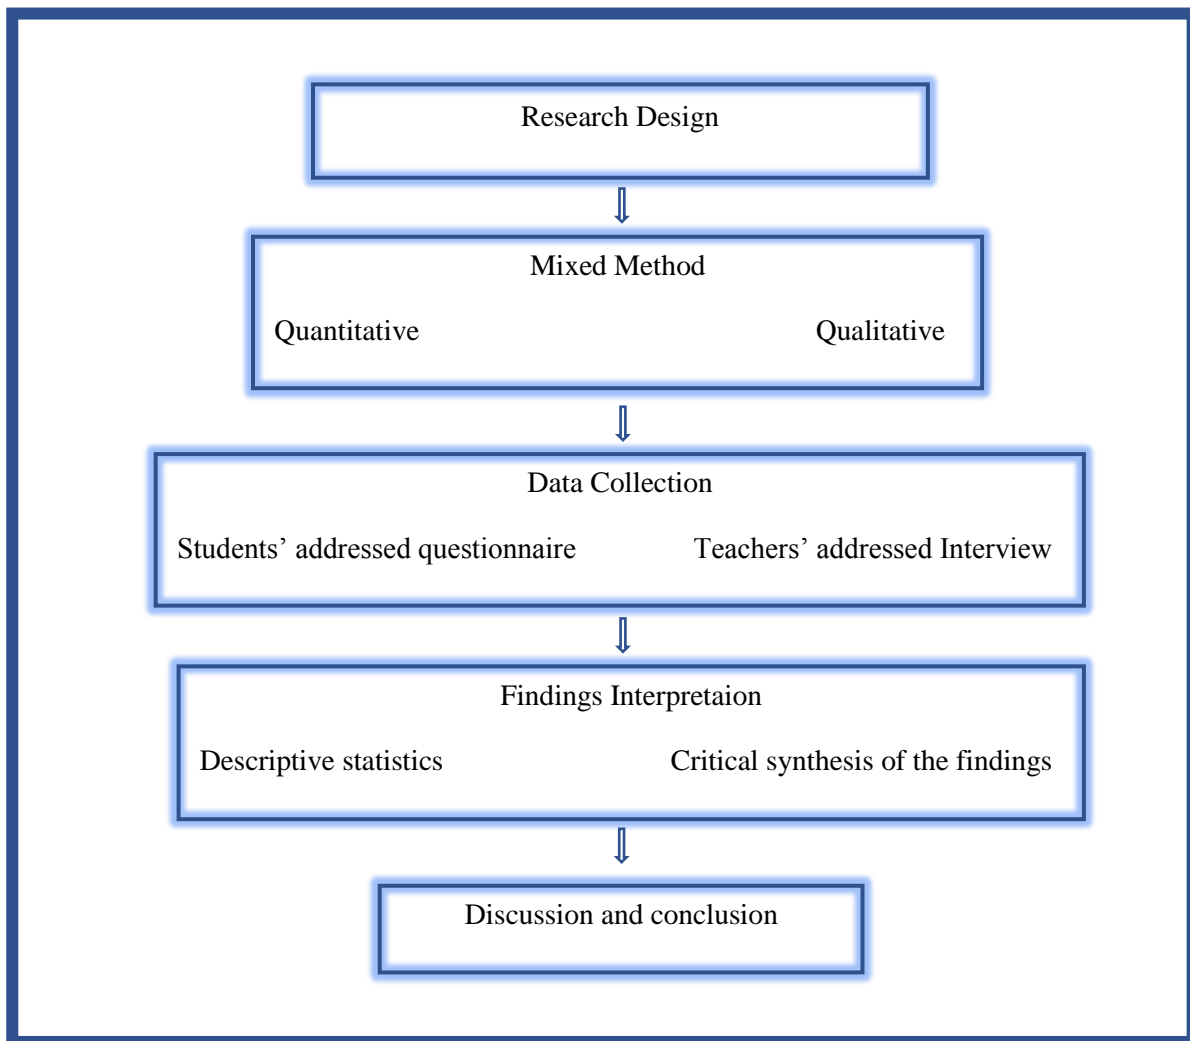 Research Design
Mixed Method
Quantitative Qualitative
Data Collection
Students’ addressed questionnaire Teachers’ addressed Interview
Findings Interpretaion
Descriptive statistics Critical synthesis of the findings
Discussion and conclusion